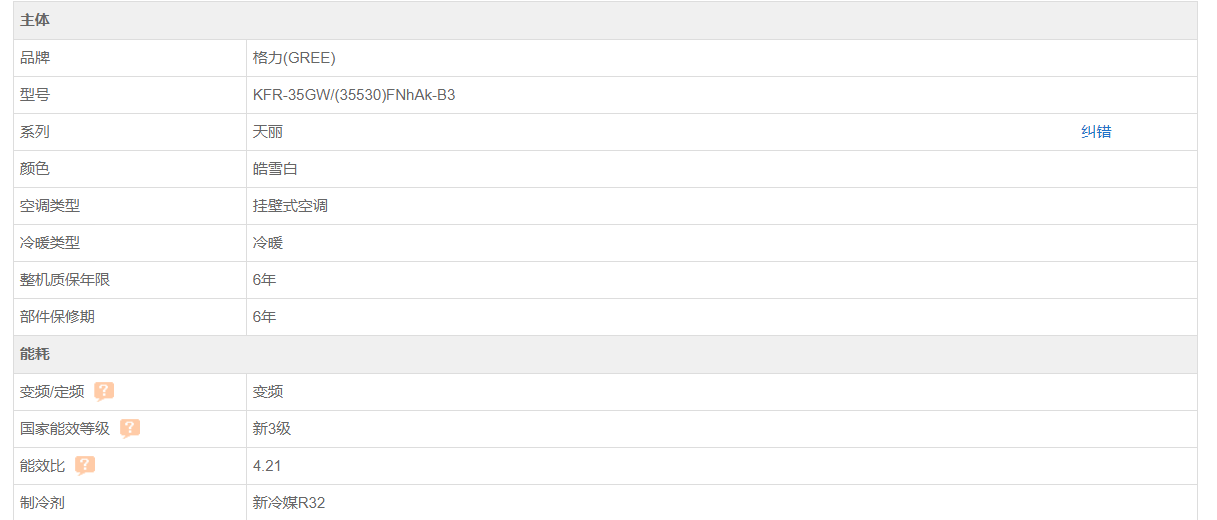 主体
品牌 格力(GREE)
型号 KFR-35GW/(35530)FNhAk-B3
系列 天丽 纠错
颜色 皓雪白
空调类型 挂壁式空调
冷暖类型 冷暖
整机质保年限 6年
部件保修期 6年
能耗
变频/定频 ? 变频
国家能效等级 ? 新3级
能效比 ? 4.21
制冷剂 新冷媒R32